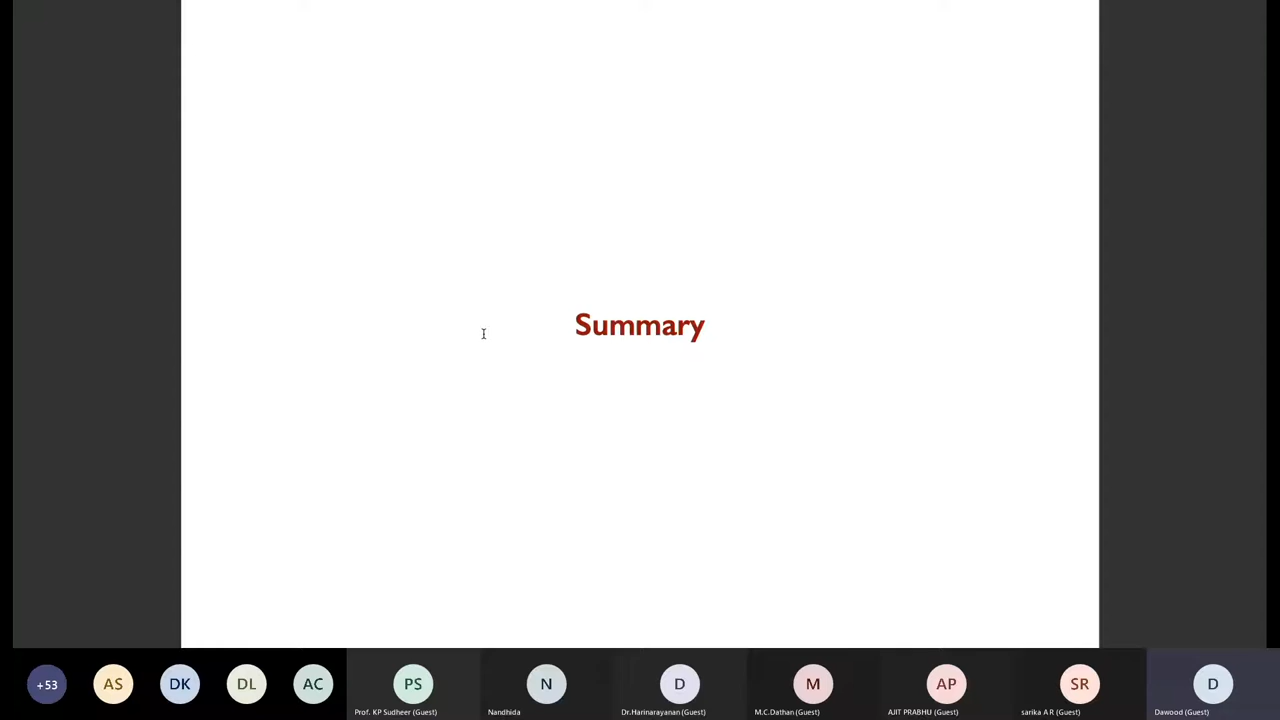 Summary
+53
AS
DK
DL
AC
PS
N
D
M
AP
SR
D
Prof. KP Sudheer (Guest)
Nandhida
Dr.Harinarayanan (Guest)
M.C.Dathan (Guest)
AJIT PRABHU (Guest)
sarika A R (Guest)
Dawood (Guest)